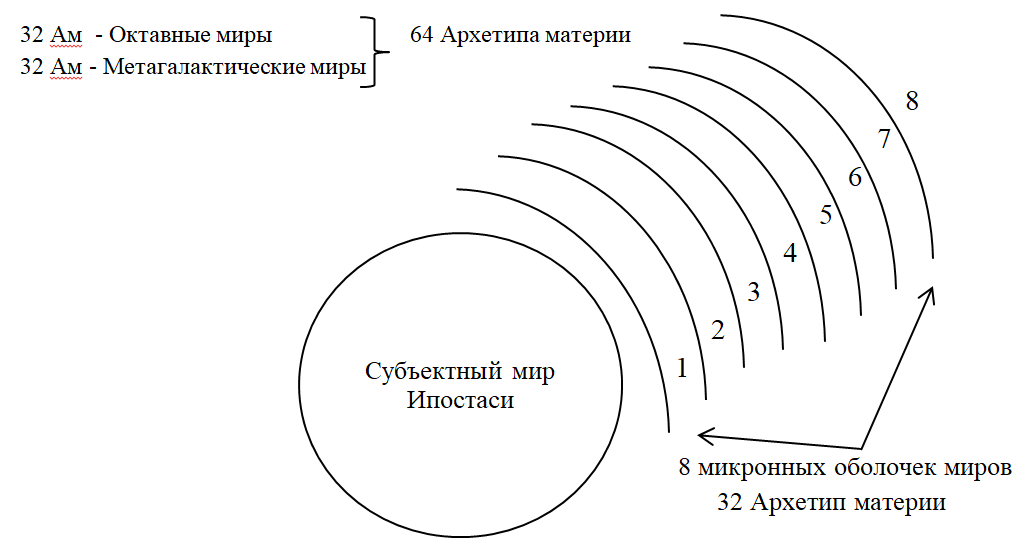 32 Ам - Октавные миры
32 Ам - Метагалактические миры
64 Архетипа материи
8
7
6
5
4
3
2
1
Субъектный мир
Ипостаси
8 микронных оболочек миров
32 Архетип материи